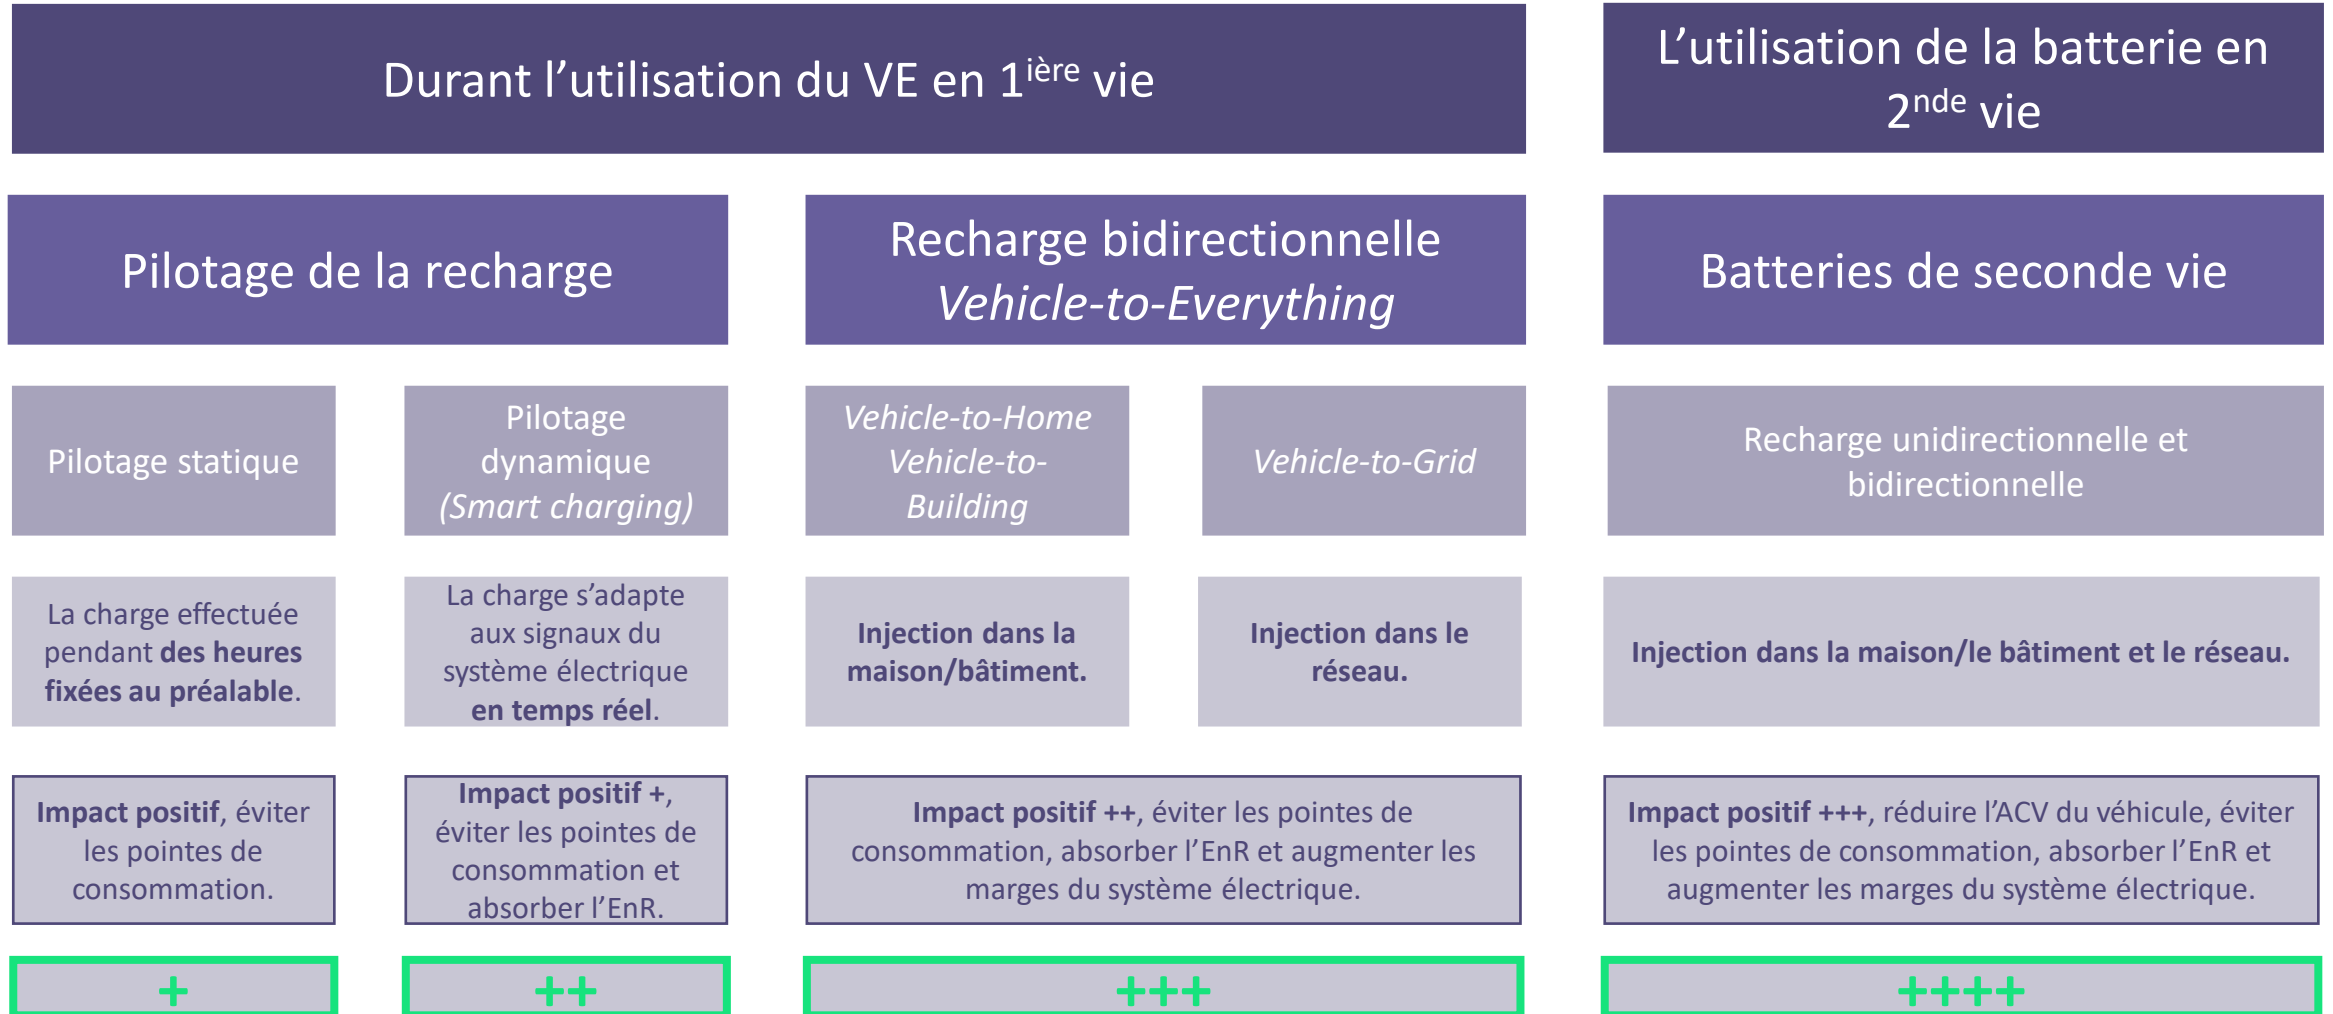 Durant l’utilisation du VE en 1ière vie
L’utilisation de la batterie en
2nde vie
Pilotage de la recharge
Recharge bidirectionnelle
Vehicle-to-Everything
Batteries de seconde vie
Pilotage statique
Pilotage
dynamique
(Smart charging)
Vehicle-to-Home
Vehicle-to-
Building
Vehicle-to-Grid
Recharge unidirectionnelle et
bidirectionnelle
La charge effectuée
pendant des heures
fixées au préalable.
La charge s’adapte
aux signaux du
système électrique
en temps réel.
Injection dans la
maison/bâtiment.
Injection dans le
réseau.
Injection dans la maison/le bâtiment et le réseau.
Impact positif, éviter
les pointes de
consommation.
Impact positif +,
éviter les pointes de
consommation et
absorber l’EnR.
Impact positif ++, éviter les pointes de
consommation, absorber l’EnR et augmenter les
marges du système électrique.
Impact positif +++, réduire l’ACV du véhicule, éviter
les pointes de consommation, absorber l’EnR et
augmenter les marges du système électrique.
+
++
+++
++++